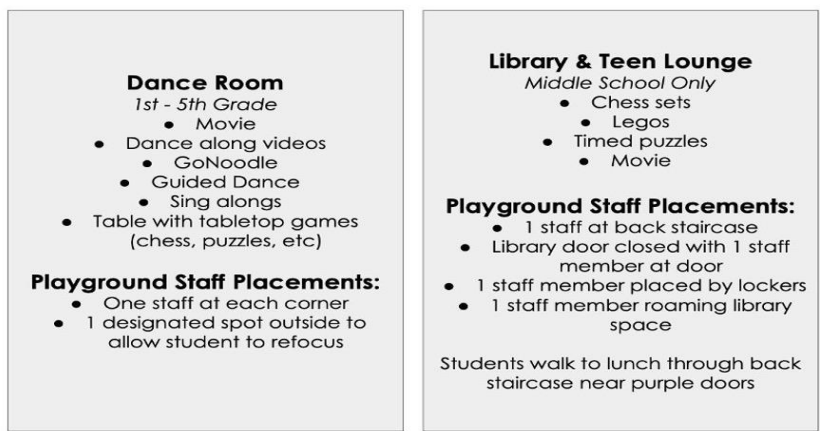 Dance Room
1st - 5th Grade
● Movie
● Dance along videos
● GoNoodle
● Guided Dance
● Sing alongs
● Table with tabletop games
(chess, puzzles, etc)
Playground Staff Placements:
● One staff at each corner
● 1 designated spot outside to
allow student to refocus
Library & Teen Lounge
Middle School Only
● Chess sets
● Legos
● Timed puzzles
● Movie
Playground Staff Placements:
● 1 staff at back staircase
● Library door closed with 1 staff
member at door
● 1 staff member placed by lockers
● 1 staff member roaming library
space
Students walk to lunch through back
staircase near purple doors